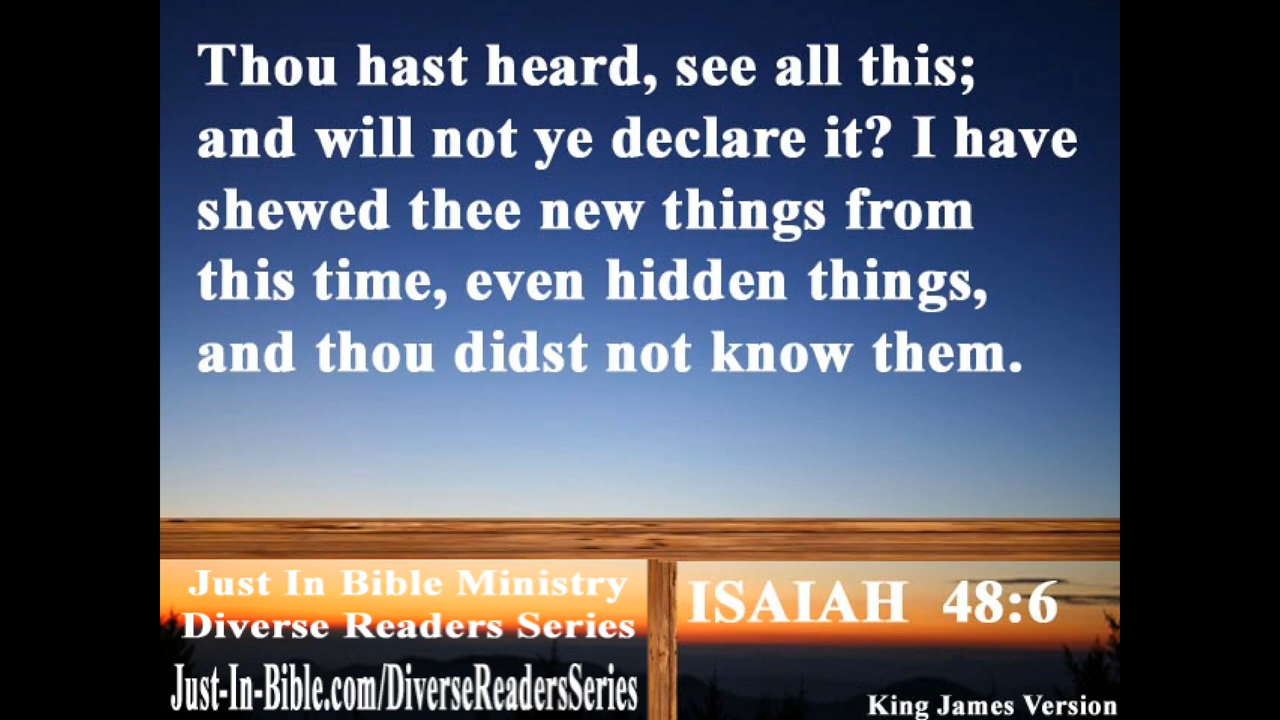 Thou hast heard, see all this;
and will not ye declare it? I have
shewed thee new things from
this time, even hidden things,
and thou didst not know them.
Just In Bible Ministry
Diverse Readers Series
Just-In-Bible.com/DiverseReadersSeries
ISAIAH 48:6
King James Version